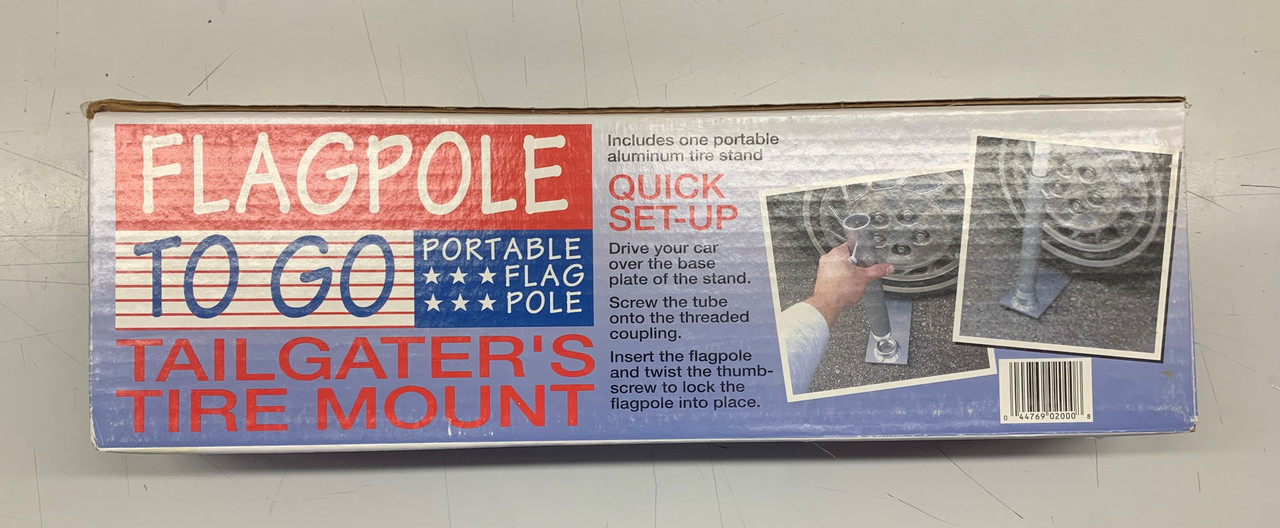 FLAGPOLE
TO GO
PORTABLE
FLAG
POLE
TAILGATER'S
TIRE MOUNT
Includes one portable
aluminum tire stand
QUICK
SET-UP
Drive your car
over the base
plate of the stand.
Screw the tube
onto the threaded
coupling.
Insert the flagpole
and twist the thumb-
screw to lock the
flagpole into place.
0 44769 02000 8